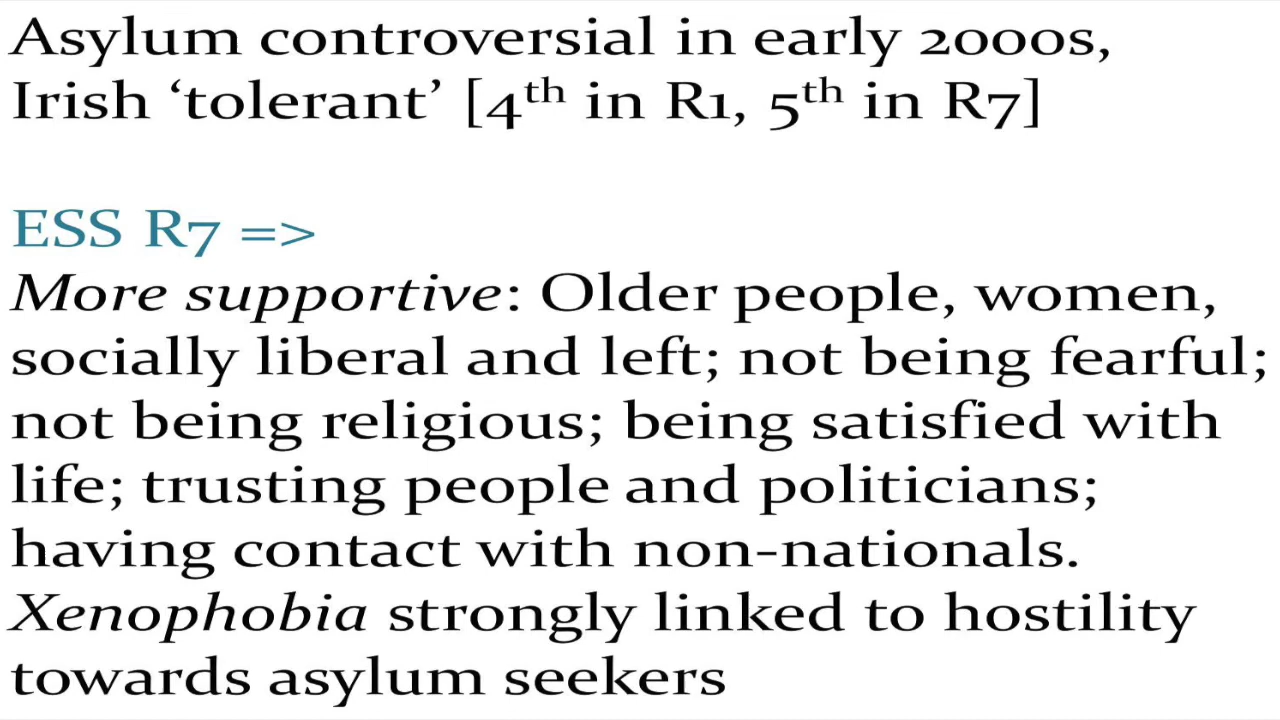 Asylum controversial in early 2000s,
Irish ‘tolerant’ [4th in R1, 5th in R7]
ESS R7 =>
More supportive: Older people, women,
socially liberal and left; not being fearful;
not being religious; being satisfied with
life; trusting people and politicians;
having contact with non-nationals.
Xenophobia strongly linked to hostility
towards asylum seekers